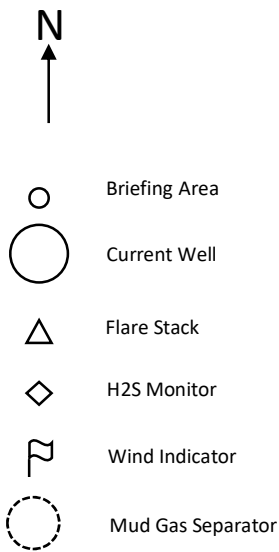 N
Briefing Area
Current Well
Flare Stack
H2S Monitor
Wind Indicator
Mud Gas Separator